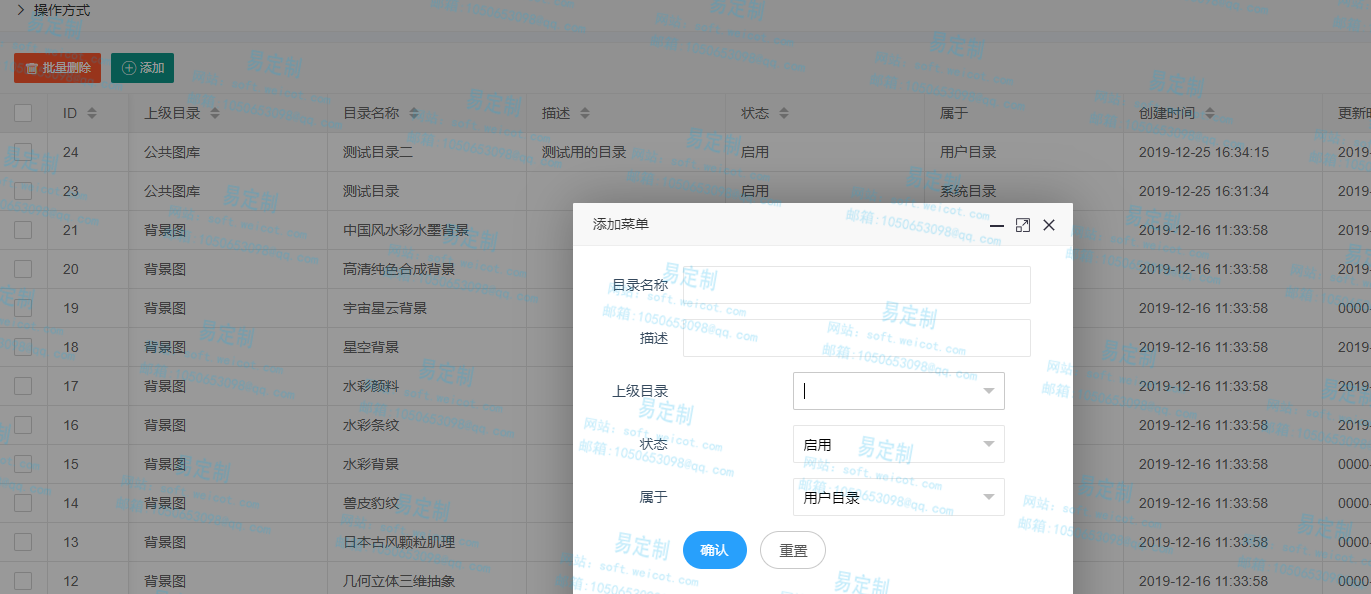 操作方式
批量删除 添加
ID 上级目录 目录名称 描述 状态 属于 创建时间 更新时
24 公共图库 测试目录二 测试用的目录 启用 用户目录 2019-12-25 16:34:15 2019-
23 公共图库 测试目录 启用 系统目录 2019-12-25 16:31:34 2019-
21 背景图 中国风水彩水墨背景 2019-12-16 11:33:58 2019-
20 背景图 高清纯色合成背景 2019-12-16 11:33:58 2019-
19 背景图 宇宙星云背景 2019-12-16 11:33:58 0000-
18 背景图 星空背景 2019-12-16 11:33:58 2019-
17 背景图 水彩颜料 2019-12-16 11:33:58 2019-
16 背景图 水彩条纹 2019-12-16 11:33:58 2019-
15 背景图 水彩背景 2019-12-16 11:33:58 0000-
14 背景图 兽皮豹纹 2019-12-16 11:33:58 0000-
13 背景图 日本古风颗粒肌理 2019-12-16 11:33:58 0000-
12 背景图 几何立体三维抽象 2019-12-16 11:33:58 0000-
添加菜单
目录名称
描述
上级目录
状态 启用
属于 用户目录
确认 重置
易定制
网站: soft.weicot.com
邮箱:1050653098@qq.com